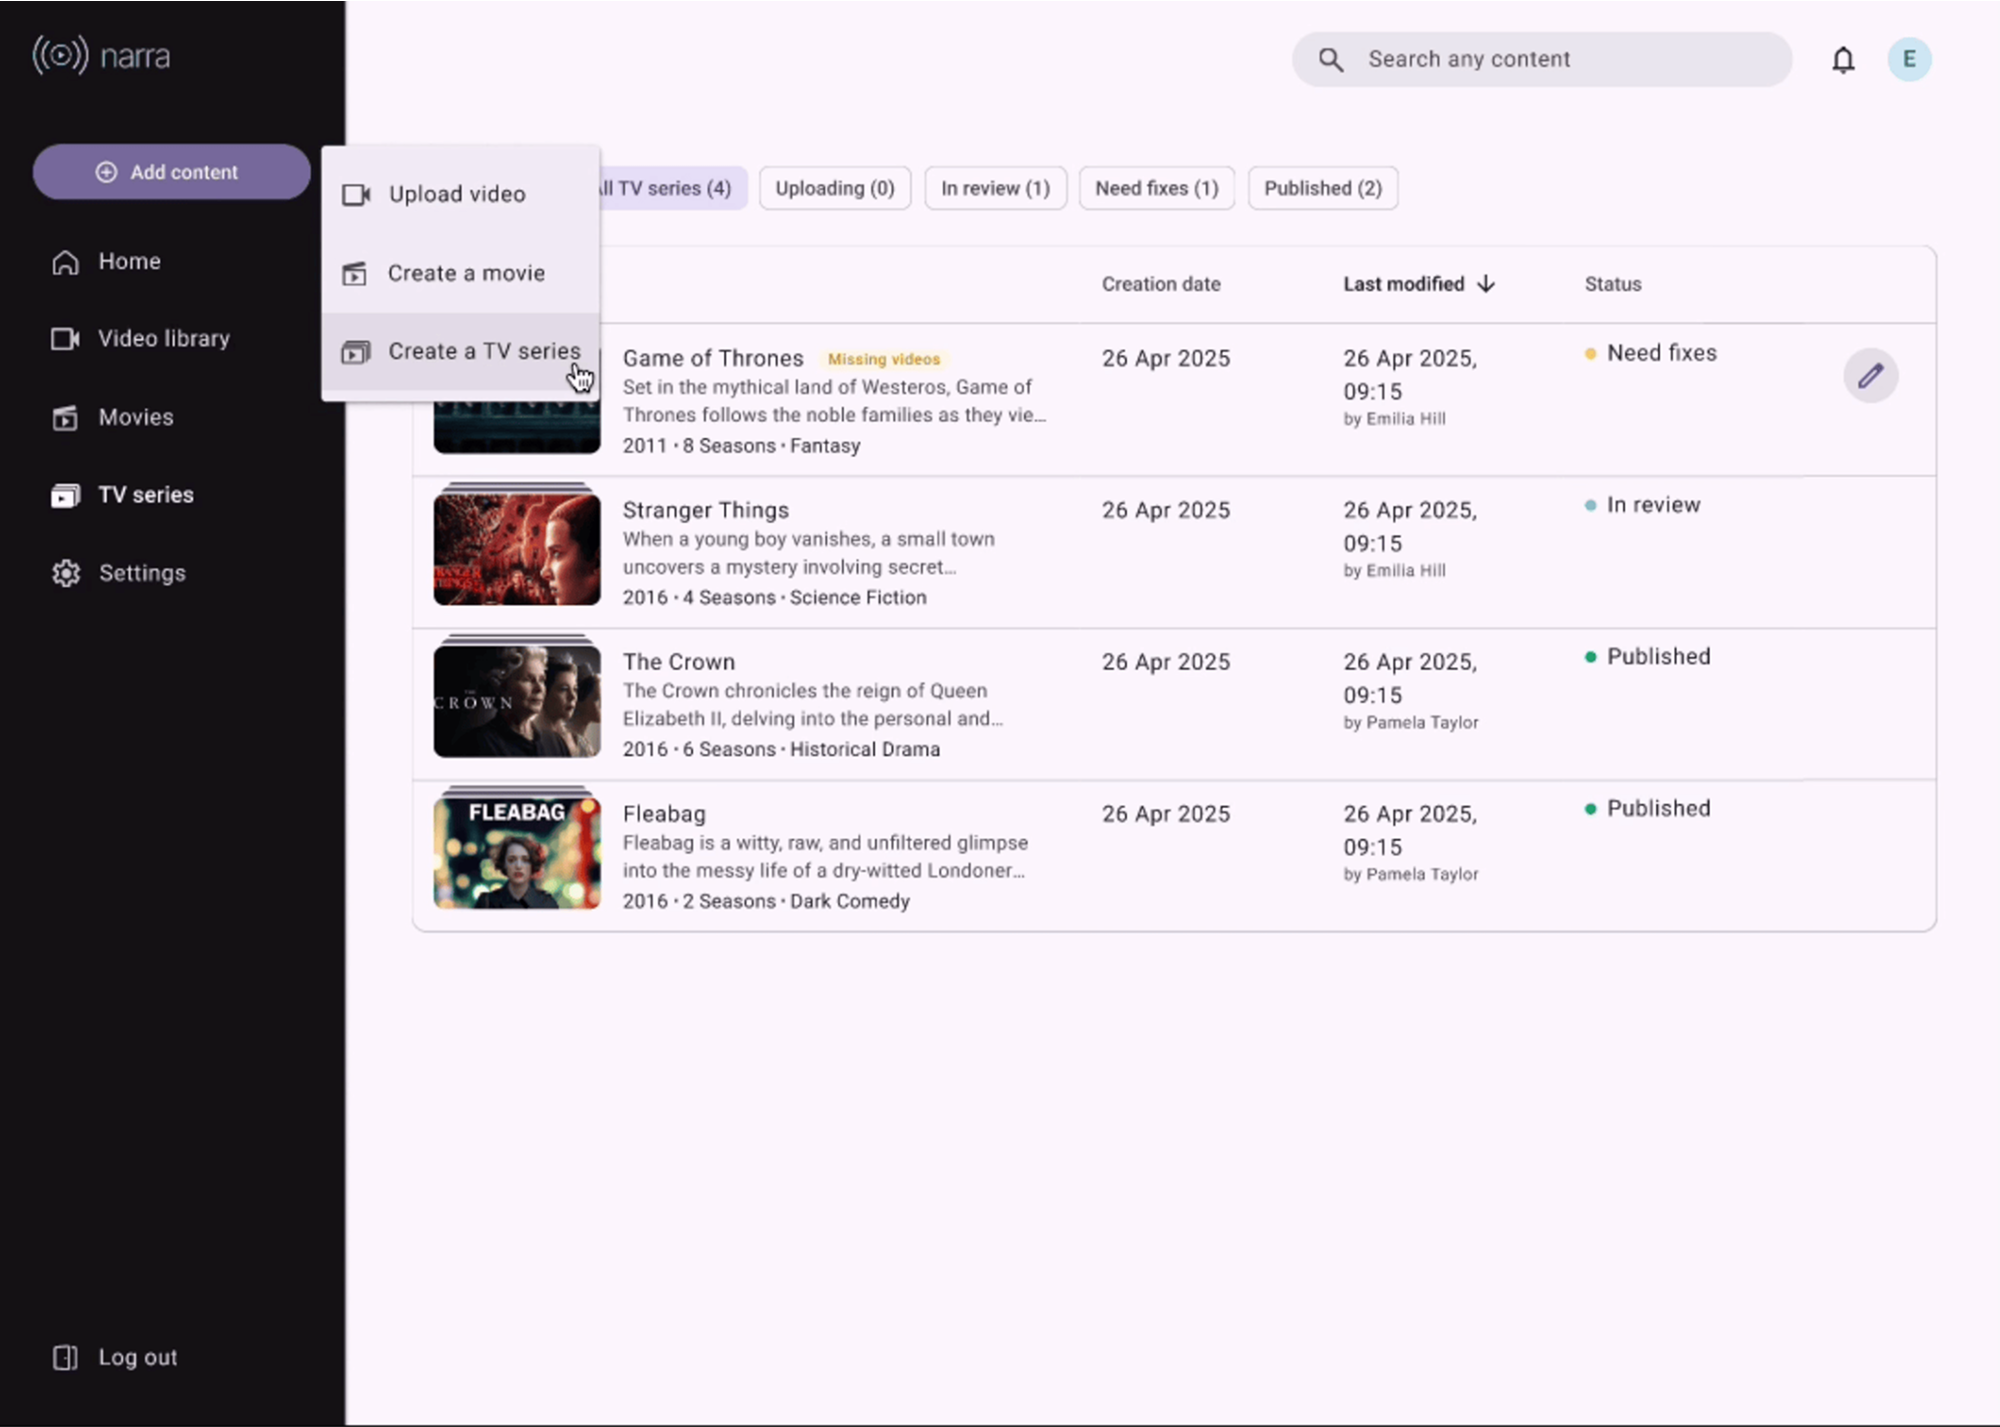 narra
Search any content
E
Add content
Upload video
Create a movie
Create a TV series
ll TV series (4)
Uploading (0)
In review (1)
Need fixes (1)
Published (2)
Home
Video library
Movies
TV series
Settings
Log out
Creation date
Last modified
Status
Game of Thrones
Missing videos
Set in the mythical land of Westeros, Game of
Thrones follows the noble families as they vie...
2011 · 8 Seasons · Fantasy
26 Apr 2025
26 Apr 2025,
09:15
by Emilia Hill
Need fixes
STRANGER
THINGS
Stranger Things
When a young boy vanishes, a small town
uncovers a mystery involving secret...
2016 · 4 Seasons · Science Fiction
26 Apr 2025
26 Apr 2025,
09:15
by Emilia Hill
In review
THE
CROWN
The Crown
The Crown chronicles the reign of Queen
Elizabeth II, delving into the personal and...
2016 · 6 Seasons · Historical Drama
26 Apr 2025
26 Apr 2025,
09:15
by Pamela Taylor
Published
FLEABAG
Fleabag
Fleabag is a witty, raw, and unfiltered glimpse
into the messy life of a dry-witted Londoner...
2016 · 2 Seasons · Dark Comedy
26 Apr 2025
26 Apr 2025,
09:15
by Pamela Taylor
Published